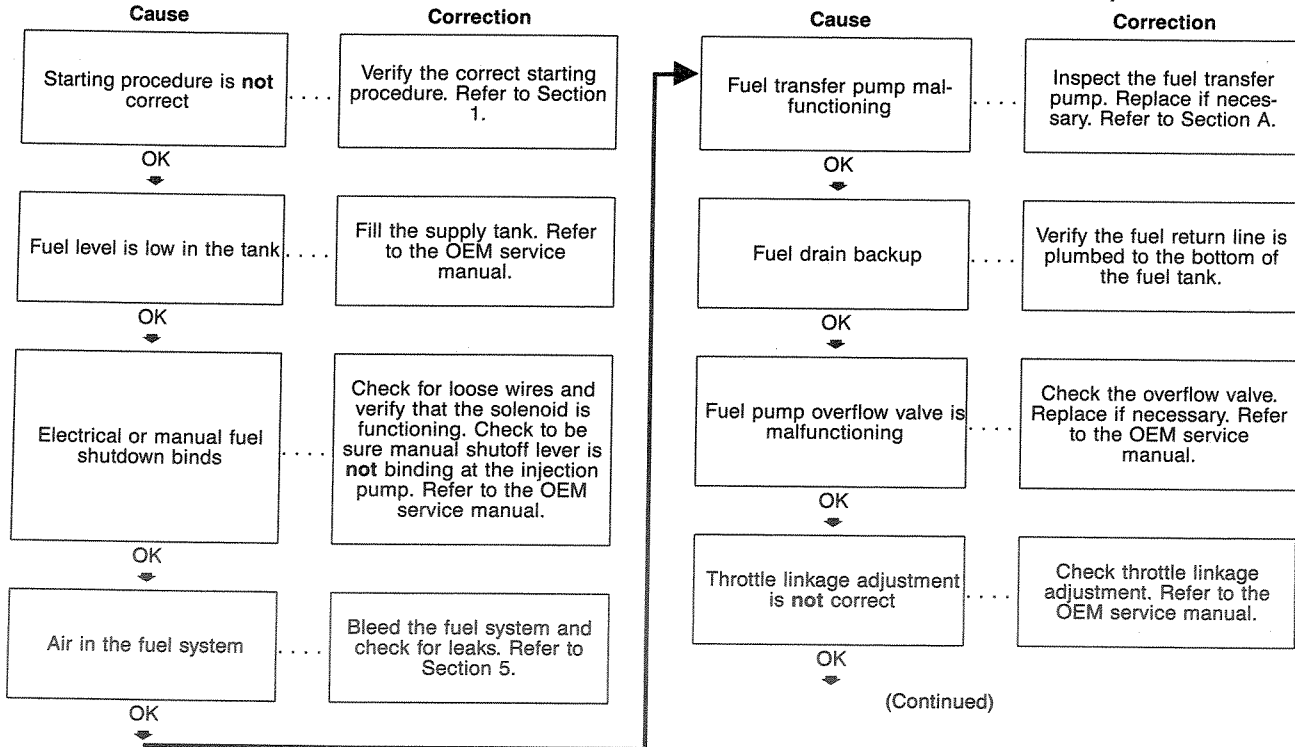 Cause
Correction
Starting procedure is not
correct
. . . .
Verify the correct starting
procedure. Refer to Section
1.
OK
Fuel level is low in the tank
. . . .
Fill the supply tank. Refer
to the OEM service
manual.
OK
Electrical or manual fuel
shutdown binds
. . . .
Check for loose wires and
verify that the solenoid is
functioning. Check to be
sure manual shutoff lever is
not binding at the injection
pump. Refer to the OEM
service manual.
OK
Air in the fuel system
. . . .
Bleed the fuel system and
check for leaks. Refer to
Section 5.
OK
Cause
Correction
Fuel transfer pump mal-
functioning
. . . .
Inspect the fuel transfer
pump. Replace if neces-
sary. Refer to Section A.
OK
Fuel drain backup
. . . .
Verify the fuel return line is
plumbed to the bottom of
the fuel tank.
OK
Fuel pump overflow valve is
malfunctioning
. . . .
Check the overflow valve.
Replace if necessary. Refer
to the OEM service
manual.
OK
Throttle linkage adjustment
is not correct
. . . .
Check throttle linkage
adjustment. Refer to the
OEM service manual.
OK
(Continued)